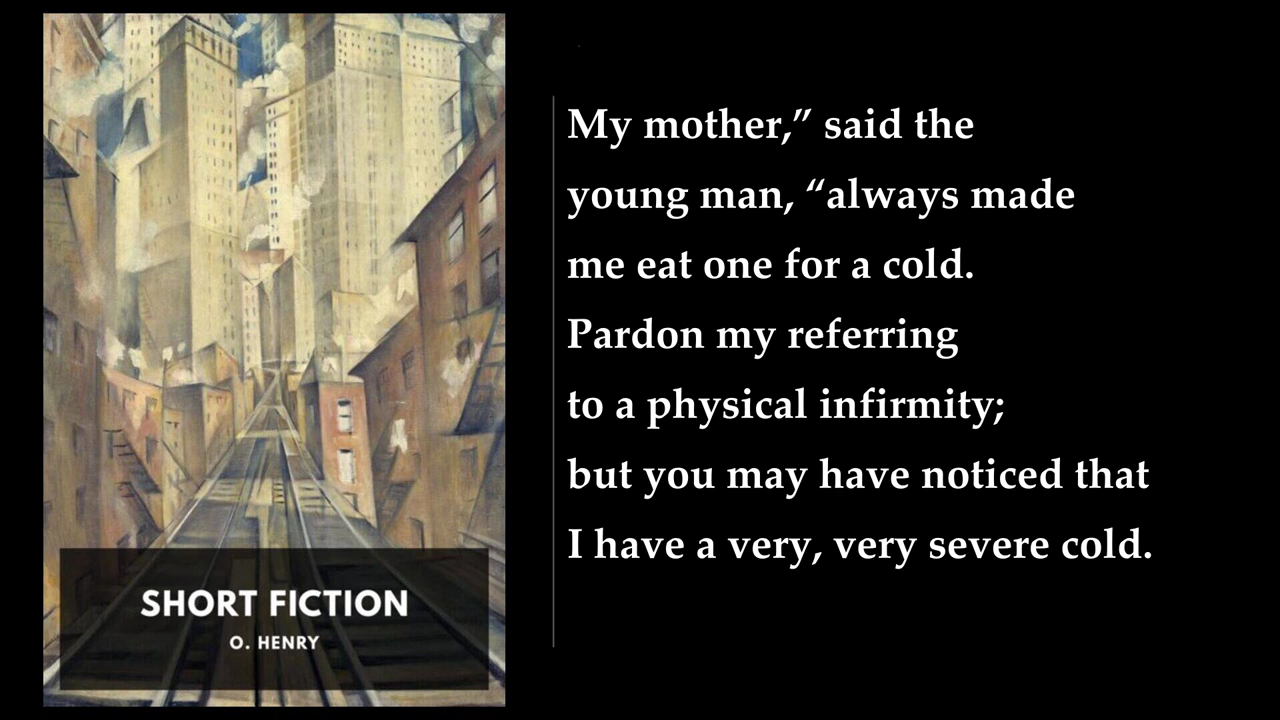 SHORT FICTION
O. HENRY
My mother,” said the
young man, “always made
me eat one for a cold.
Pardon my referring
to a physical infirmity;
but you may have noticed that
I have a very, very severe cold.